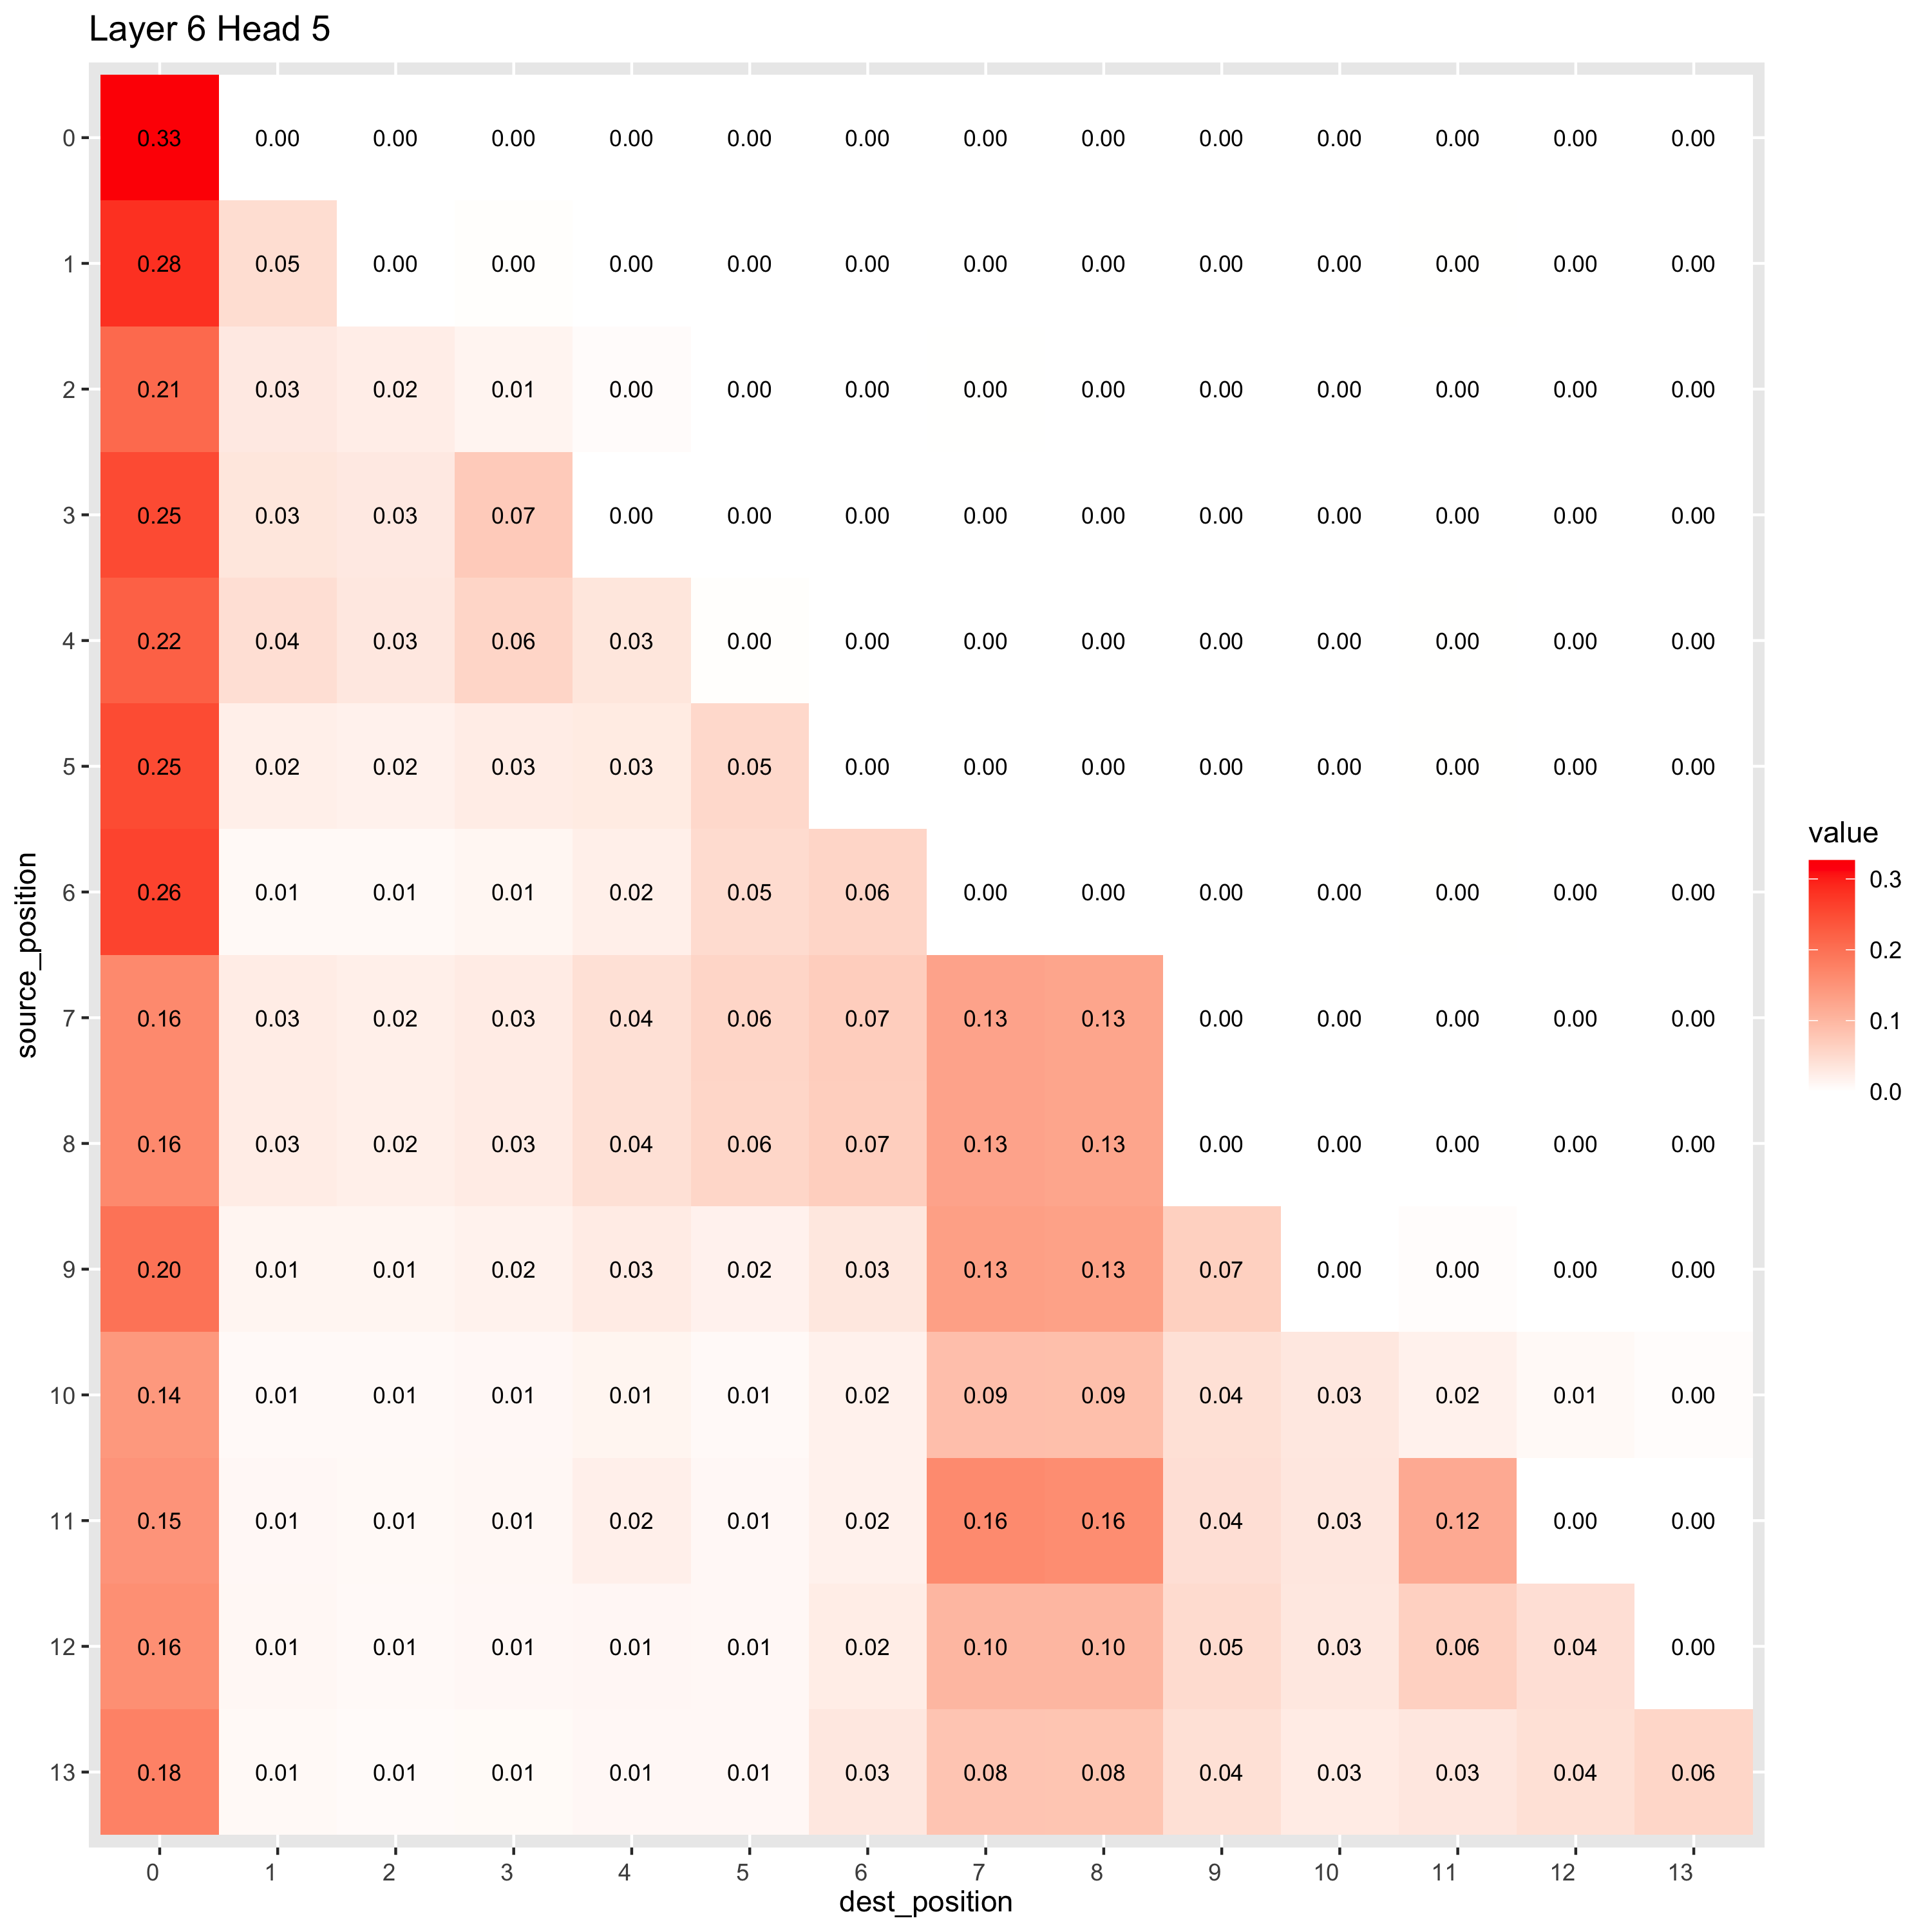 Layer 6 Head 5
0 0.33 0.00 0.00 0.00 0.00 0.00 0.00 0.00 0.00 0.00 0.00 0.00 0.00 0.00
1 0.28 0.05 0.00 0.00 0.00 0.00 0.00 0.00 0.00 0.00 0.00 0.00 0.00 0.00
2 0.21 0.03 0.02 0.01 0.00 0.00 0.00 0.00 0.00 0.00 0.00 0.00 0.00 0.00
3 0.25 0.03 0.03 0.07 0.00 0.00 0.00 0.00 0.00 0.00 0.00 0.00 0.00 0.00
4 0.22 0.04 0.03 0.06 0.03 0.00 0.00 0.00 0.00 0.00 0.00 0.00 0.00 0.00
5 0.25 0.02 0.02 0.03 0.03 0.05 0.00 0.00 0.00 0.00 0.00 0.00 0.00 0.00
6 0.26 0.01 0.01 0.01 0.02 0.05 0.06 0.00 0.00 0.00 0.00 0.00 0.00 0.00
7 0.16 0.03 0.02 0.03 0.04 0.06 0.07 0.13 0.13 0.00 0.00 0.00 0.00 0.00
8 0.16 0.03 0.02 0.03 0.04 0.06 0.07 0.13 0.13 0.00 0.00 0.00 0.00 0.00
9 0.20 0.01 0.01 0.02 0.03 0.02 0.03 0.13 0.13 0.07 0.00 0.00 0.00 0.00
10 0.14 0.01 0.01 0.01 0.01 0.01 0.02 0.09 0.09 0.04 0.03 0.02 0.01 0.00
11 0.15 0.01 0.01 0.01 0.02 0.01 0.02 0.16 0.16 0.04 0.03 0.12 0.00 0.00
12 0.16 0.01 0.01 0.01 0.01 0.01 0.02 0.10 0.10 0.05 0.03 0.06 0.04 0.00
13 0.18 0.01 0.01 0.01 0.01 0.01 0.03 0.08 0.08 0.04 0.03 0.03 0.04 0.06
0 1 2 3 4 5 6 7 8 9 10 11 12 13
dest_position
source_position
value
0.3
0.2
0.1
0.0